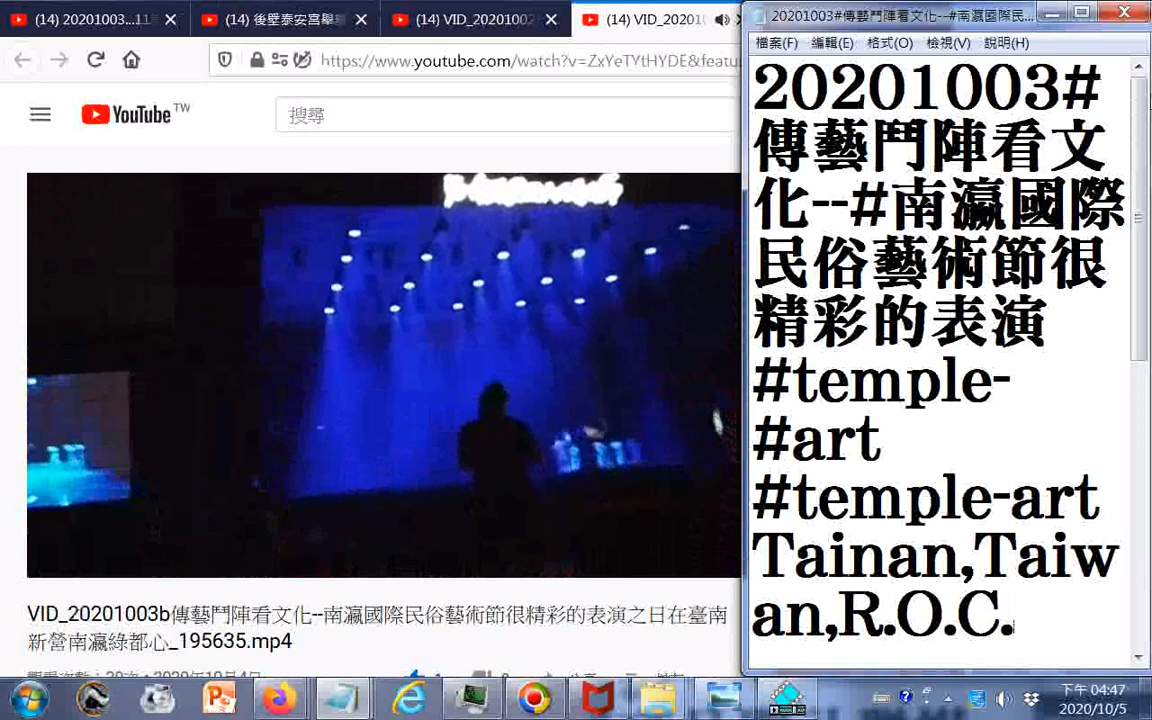 (14) 20201003...11
(14) 後壁泰安宮舉
(14) VID_2020100
(14) VID_20201
20201003#傳藝鬥陣看文化--#南瀛國際民...
檔案(F) 編輯(E) 格式(O) 檢視(V) 說明(H)
https://www.youtube.com/watch?v=ZxYeTYtHYDE&featu
YouTube TW
搜尋
20201003#
傳藝鬥陣看文
化--#南瀛國際
民俗藝術節很
精彩的表演
#temple-
#art
#temple-art
Tainan,Taiw
an,R.O.C.
VID_20201003b傳藝鬥陣看文化--南瀛國際民俗藝術節很精彩的表演之日在臺南
新營南瀛綠都心_195635.mp4
下午 04:47
2020/10/5